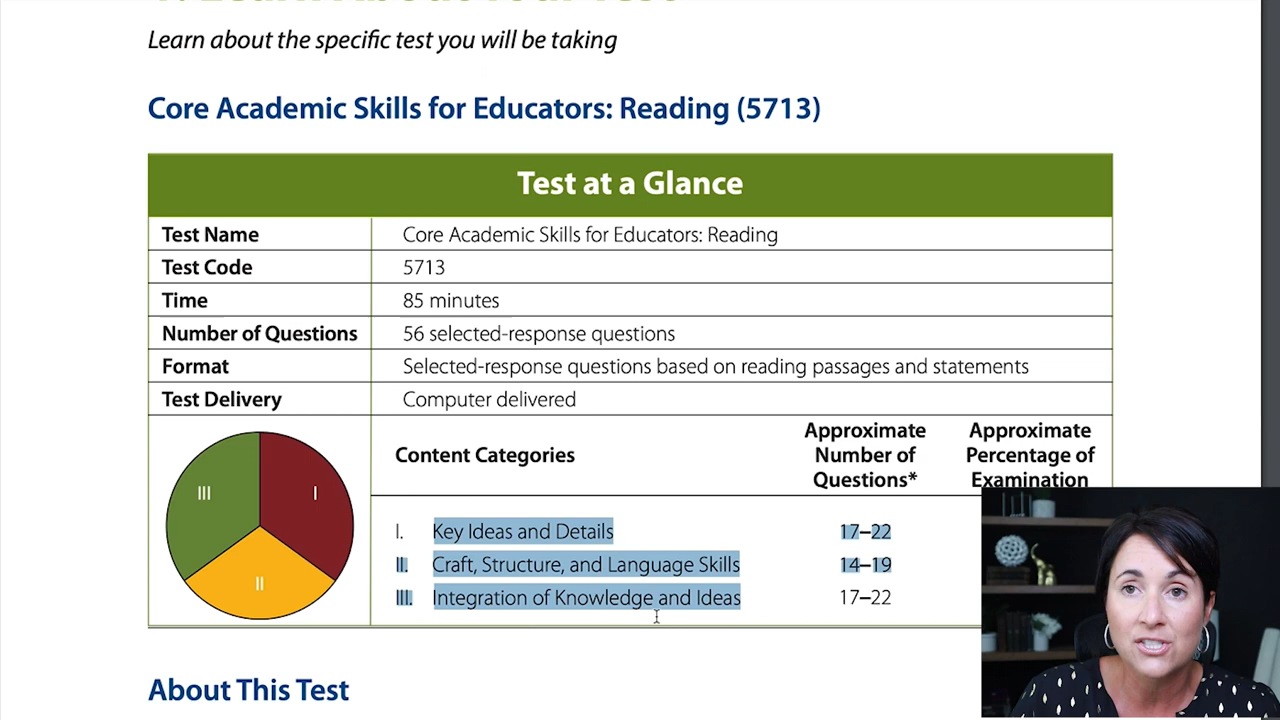 Learn about the specific test you will be taking
Core Academic Skills for Educators: Reading (5713)
Test at a Glance
Test Name Core Academic Skills for Educators: Reading
Test Code 5713
Time 85 minutes
Number of Questions 56 selected-response questions
Format Selected-response questions based on reading passages and statements
Test Delivery Computer delivered
Content Categories
Approximate Number of Questions*
Approximate Percentage of Examination
III
I
II
I. Key Ideas and Details 17–22
II. Craft, Structure, and Language Skills 14–19
III. Integration of Knowledge and Ideas 17–22
About This Test